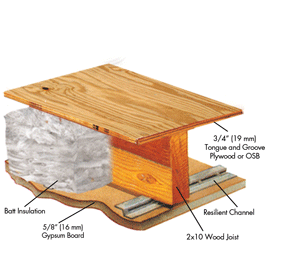 3/4" (19 mm)
Tongue and Groove
Plywood or OSB
Batt Insulation
Resilient Channel
5/8" (16 mm)
Gypsum Board
2x10 Wood Joist